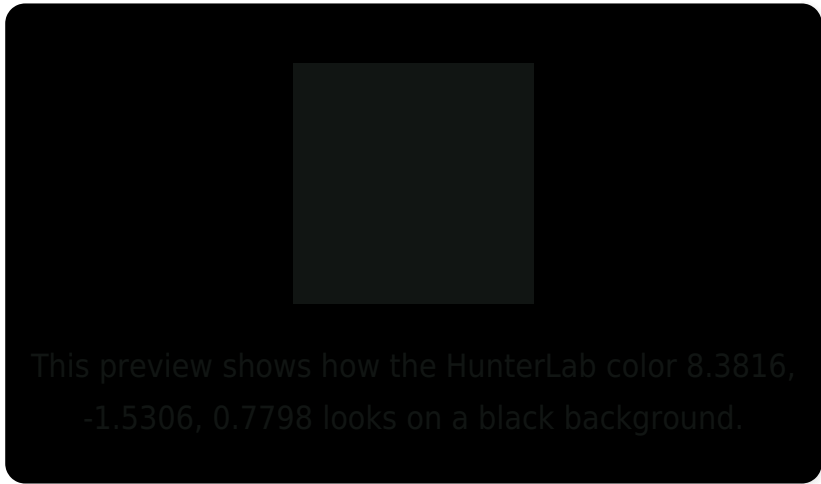 This preview shows how the HunterLab color 8.3816,
-1.5306, 0.7798 looks on a black background.